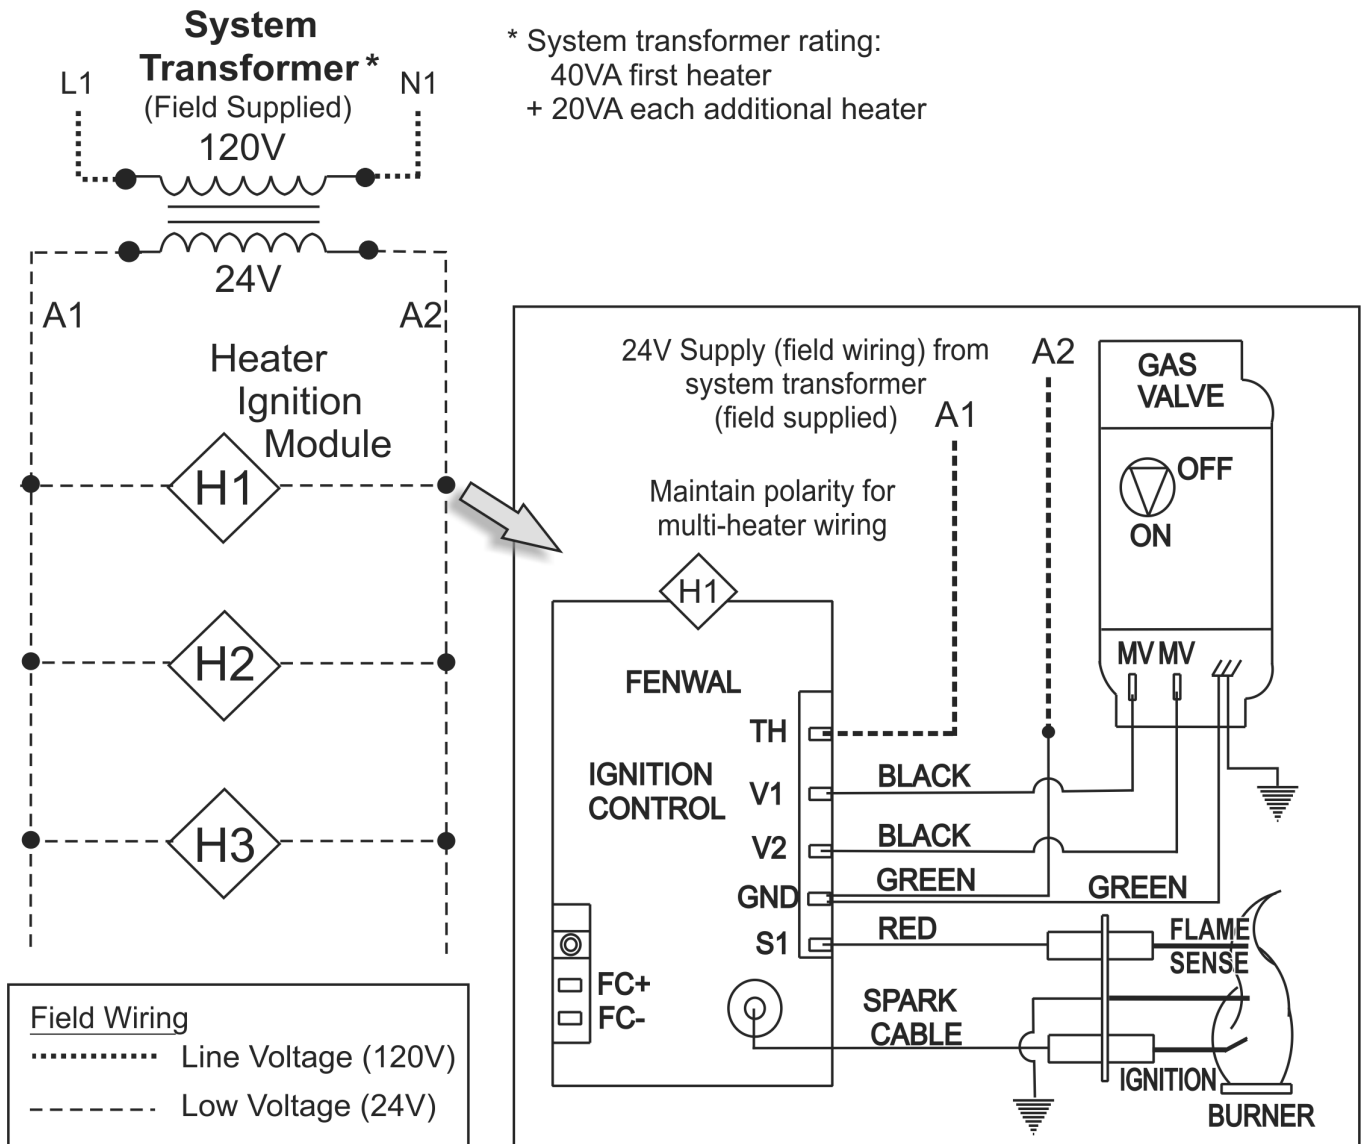 System
Transformer *
(Field Supplied)
L1
N1
120V
24V
* System transformer rating:
40VA first heater
+ 20VA each additional heater
A1
A2
Heater
Ignition
Module
H1
H2
H3
Field Wiring
Line Voltage (120V)
Low Voltage (24V)
24V Supply (field wiring) from
system transformer
(field supplied)
A1
A2
Maintain polarity for
multi-heater wiring
H1
FENWAL
IGNITION
CONTROL
TH
V1
V2
GND
S1
FC+
FC-
BLACK
BLACK
GREEN
GREEN
RED
SPARK
CABLE
GAS
VALVE
OFF
ON
MV MV
FLAME
SENSE
IGNITION
BURNER